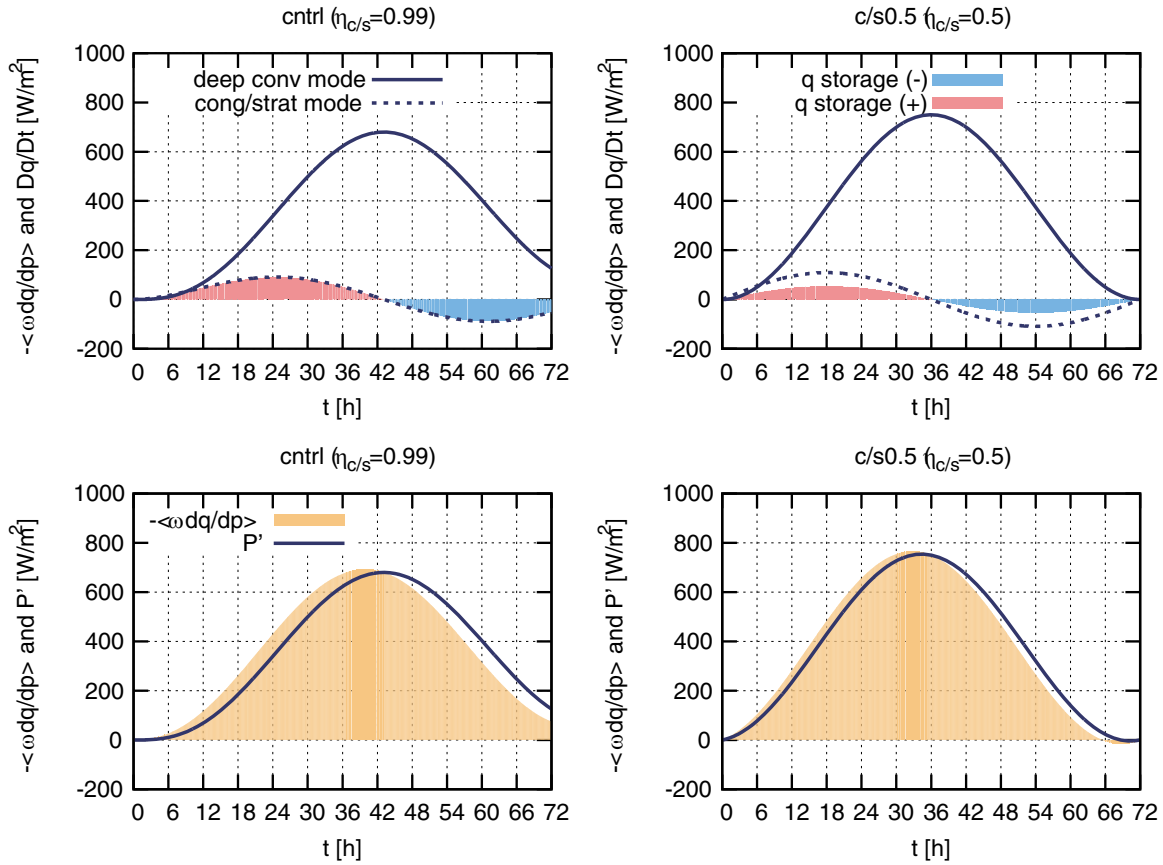 cntrl (η_c/s=0.99)
-<ωdq/dp> and Dq/Dt [W/m²]
1000
800
600
400
200
0
-200
deep conv mode
cong/strat mode
0 6 12 18 24 30 36 42 48 54 60 66 72
t [h]
c/s0.5 (η_c/s=0.5)
-<ωdq/dp> and Dq/Dt [W/m²]
1000
800
600
400
200
0
-200
q storage (-)
q storage (+)
0 6 12 18 24 30 36 42 48 54 60 66 72
t [h]
cntrl (η_c/s=0.99)
-<ωdq/dp> and P' [W/m²]
1000
800
600
400
200
0
-200
-<ωdq/dp>
P'
0 6 12 18 24 30 36 42 48 54 60 66 72
t [h]
c/s0.5 (η_c/s=0.5)
-<ωdq/dp> and P' [W/m²]
1000
800
600
400
200
0
-200
0 6 12 18 24 30 36 42 48 54 60 66 72
t [h]